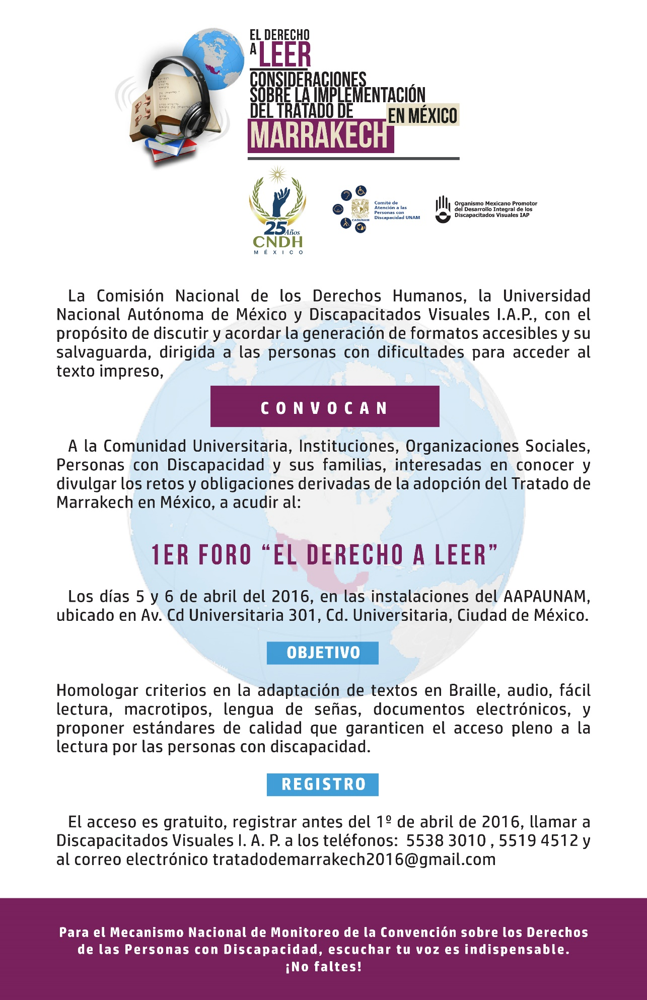 EL DERECHO
A LEER
CONSIDERACIONES
SOBRE LA IMPLEMENTACIÓN
DEL TRATADO DE
EN MÉXICO
MARRAKECH
25 Años
CNDH
MÉXICO
CADUNAM
Comité de
Atención a las
Personas con
Discapacidad UNAM
Organismo Mexicano Promotor
del Desarrollo Integral de los
Discapacitados Visuales IAP
La Comisión Nacional de los Derechos Humanos, la Universidad
Nacional Autónoma de México y Discapacitados Visuales I.A.P., con el
propósito de discutir y acordar la generación de formatos accesibles y su
salvaguarda, dirigida a las personas con dificultades para acceder al
texto impreso,
CONVOCAN
A la Comunidad Universitaria, Instituciones, Organizaciones Sociales,
Personas con Discapacidad y sus familias, interesadas en conocer y
divulgar los retos y obligaciones derivadas de la adopción del Tratado de
Marrakech en México, a acudir al:
1ER FORO “EL DERECHO A LEER”
Los días 5 y 6 de abril del 2016, en las instalaciones del AAPAUNAM,
ubicado en Av. Cd Universitaria 301, Cd. Universitaria, Ciudad de México.
OBJETIVO
Homologar criterios en la adaptación de textos en Braille, audio, fácil
lectura, macrotipos, lengua de señas, documentos electrónicos, y
proponer estándares de calidad que garanticen el acceso pleno a la
lectura por las personas con discapacidad.
REGISTRO
El acceso es gratuito, registrar antes del 1º de abril de 2016, llamar a
Discapacitados Visuales I. A. P. a los teléfonos: 5538 3010 , 5519 4512 y
al correo electrónico tratadodemarrakech2016@gmail.com
Para el Mecanismo Nacional de Monitoreo de la Convención sobre los Derechos
de las Personas con Discapacidad, escuchar tu voz es indispensable.
¡No faltes!